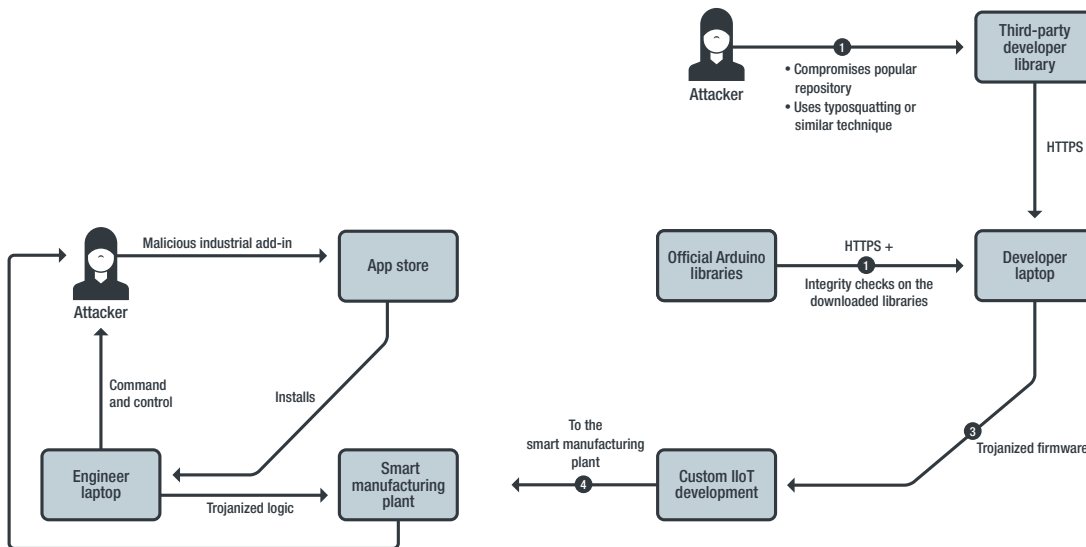 Attacker
Malicious industrial add-in
App store
Command
and control
Installs
Engineer
laptop
Trojanized logic
Smart
manufacturing
plant
Attacker
1
• Compromises popular
repository
• Uses typosquatting or
similar technique
Third-party
developer
library
HTTPS
Official Arduino
libraries
HTTPS +
1
Integrity checks on the
downloaded libraries
Developer
laptop
3
Trojanized firmware
Custom IIoT
development
To the
smart manufacturing
plant
4